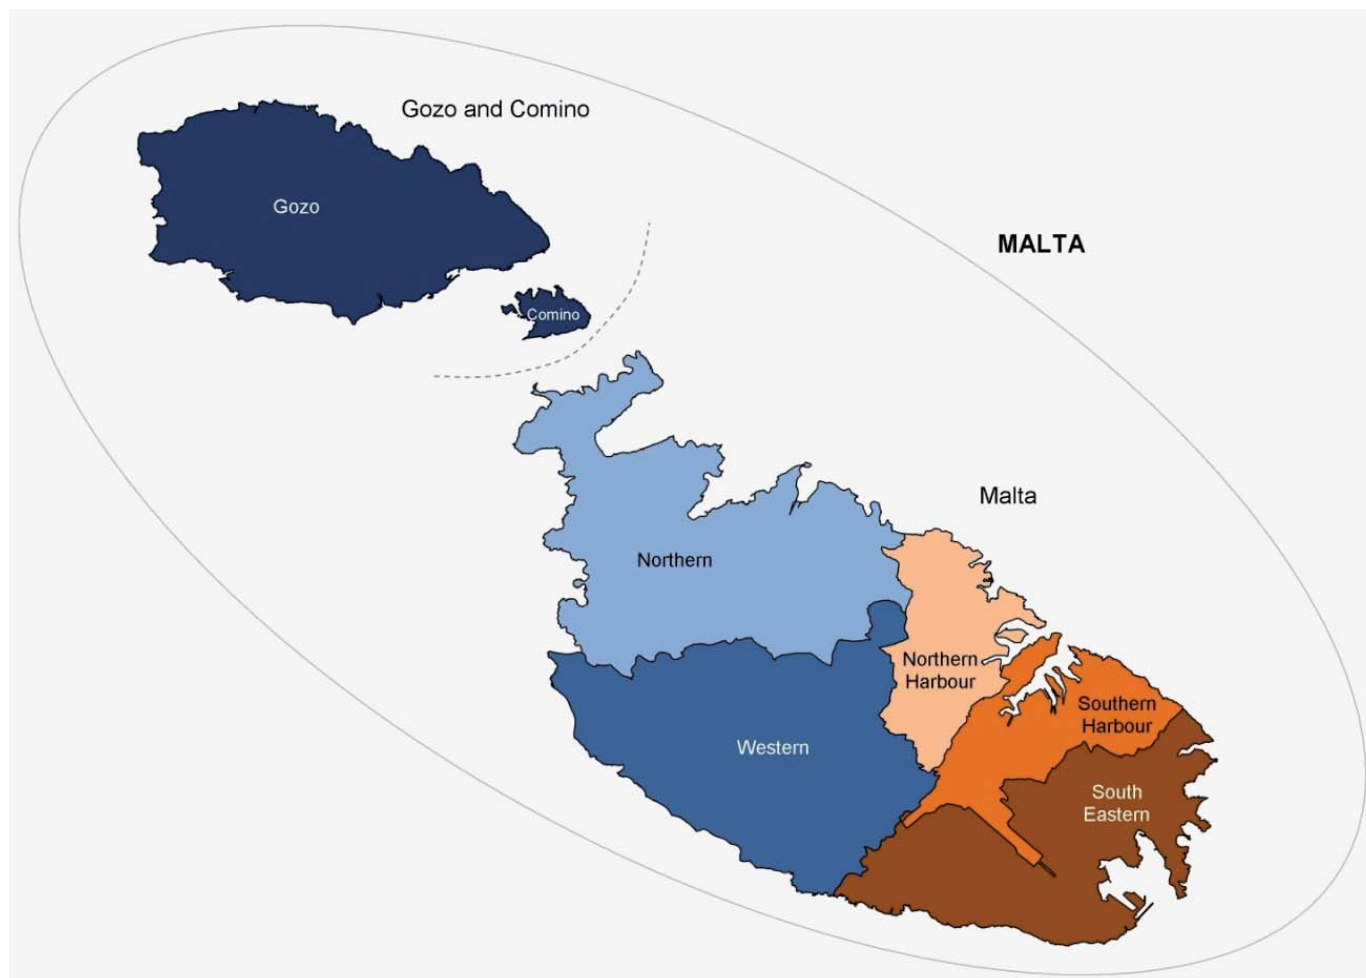 Gozo and Comino
Gozo
MALTA
Comino
Malta
Northern
Northern
Harbour
Southern
Harbour
Western
South
Eastern